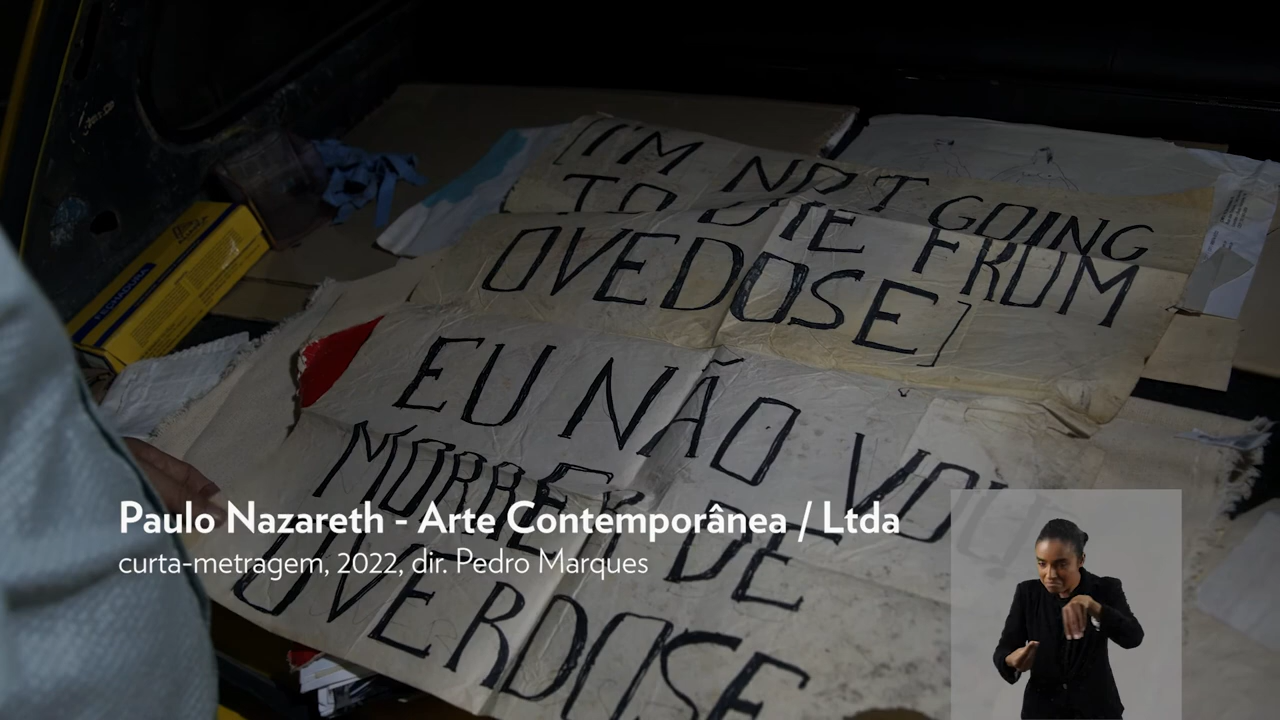 [I'M NOT GOING
TO DIE FROM
OVEDOSE]
EU NÃO VOU
MORRER DE
OVERDOSE
FECHADURA
Paulo Nazareth - Arte Contemporânea / Ltda
curta-metragem, 2022, dir. Pedro Marques